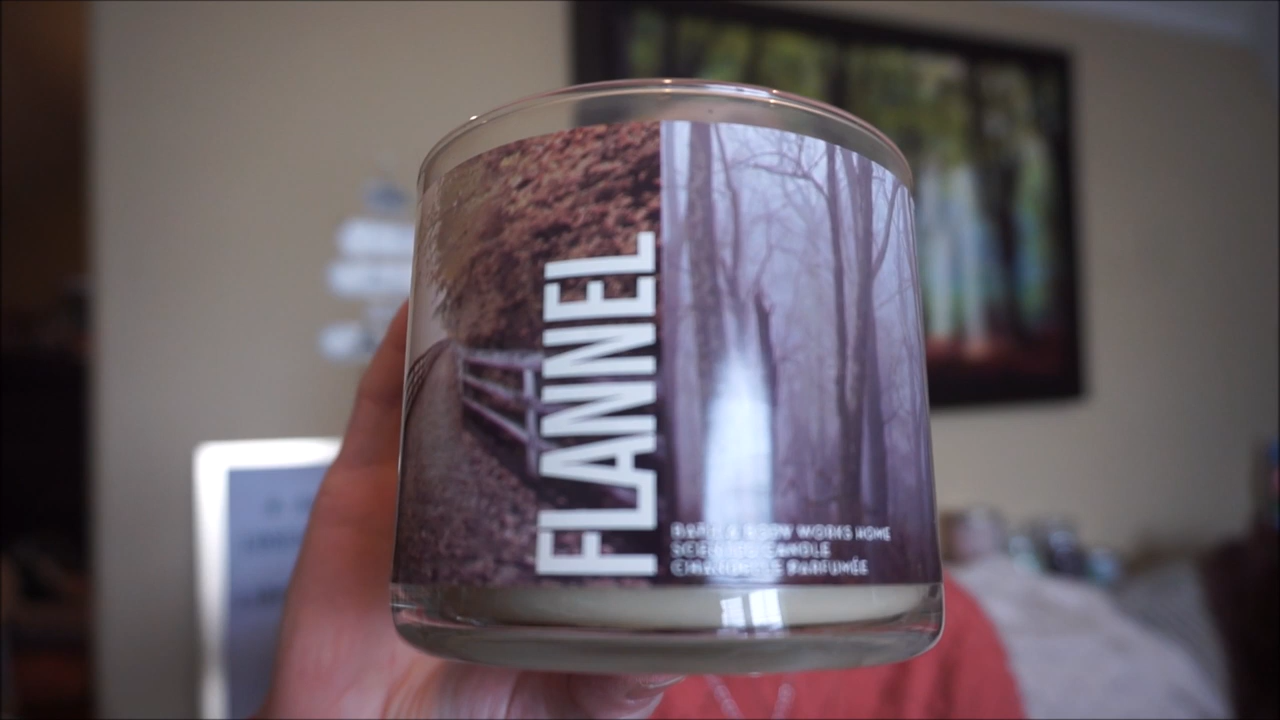 FLANNEL
BATH & BODY WORKS HOME
SCENTED CANDLE
CHANDELLE PARFUMÉE